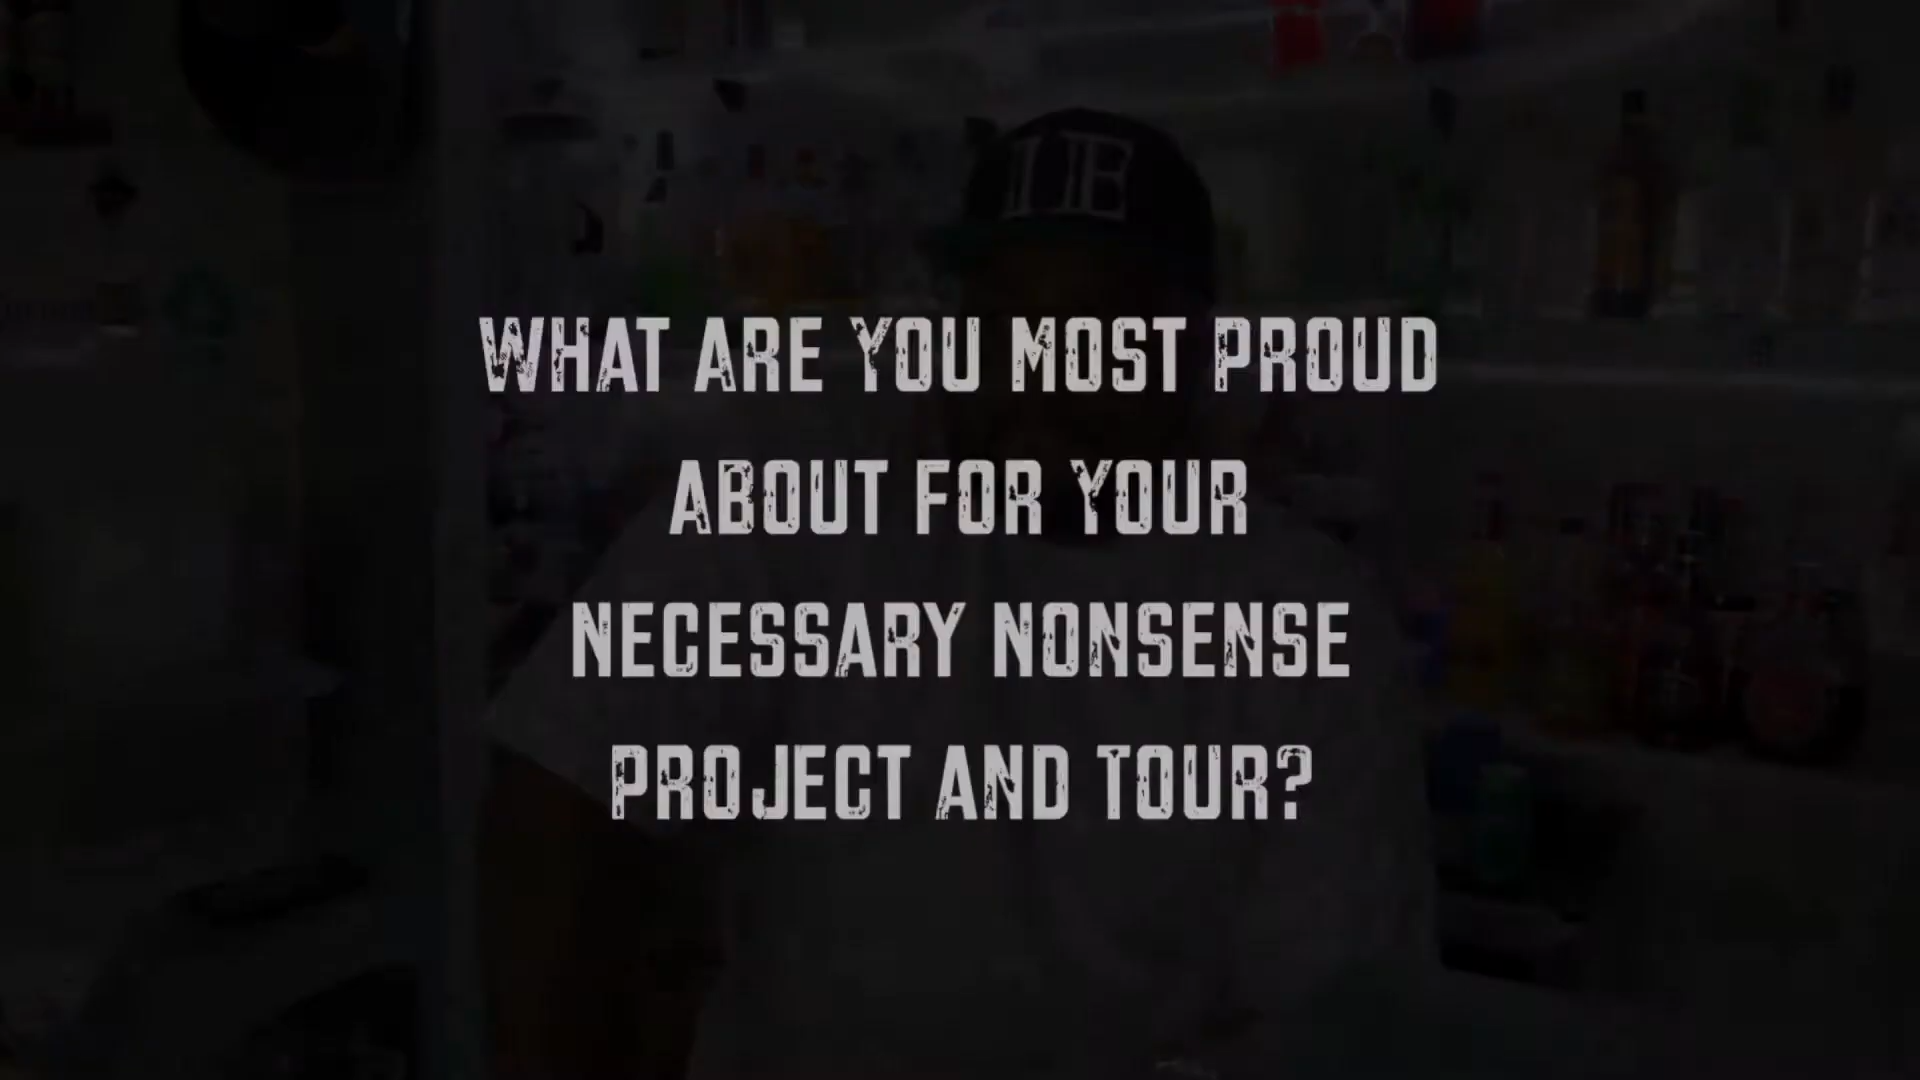 WHAT ARE YOU MOST PROUD
ABOUT FOR YOUR
NECESSARY NONSENSE
PROJECT AND TOUR?